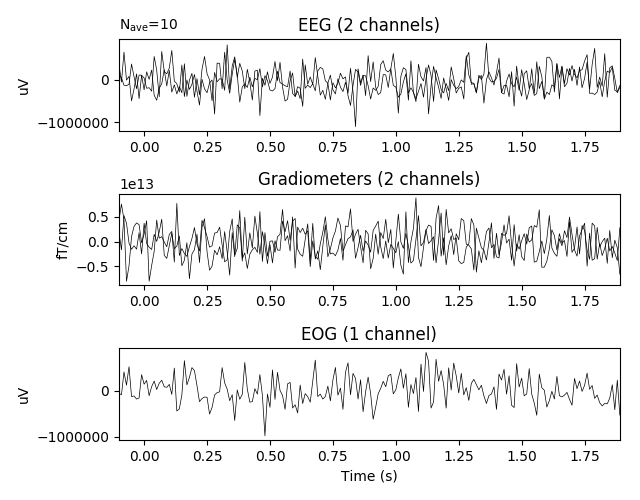 Nave=10
EEG (2 channels)
uV
0
−1000000
0.00 0.25 0.50 0.75 1.00 1.25 1.50 1.75
1e13
Gradiometers (2 channels)
fT/cm
0.5
0.0
−0.5
0.00 0.25 0.50 0.75 1.00 1.25 1.50 1.75
EOG (1 channel)
uV
0
−1000000
0.00 0.25 0.50 0.75 1.00 1.25 1.50 1.75
Time (s)